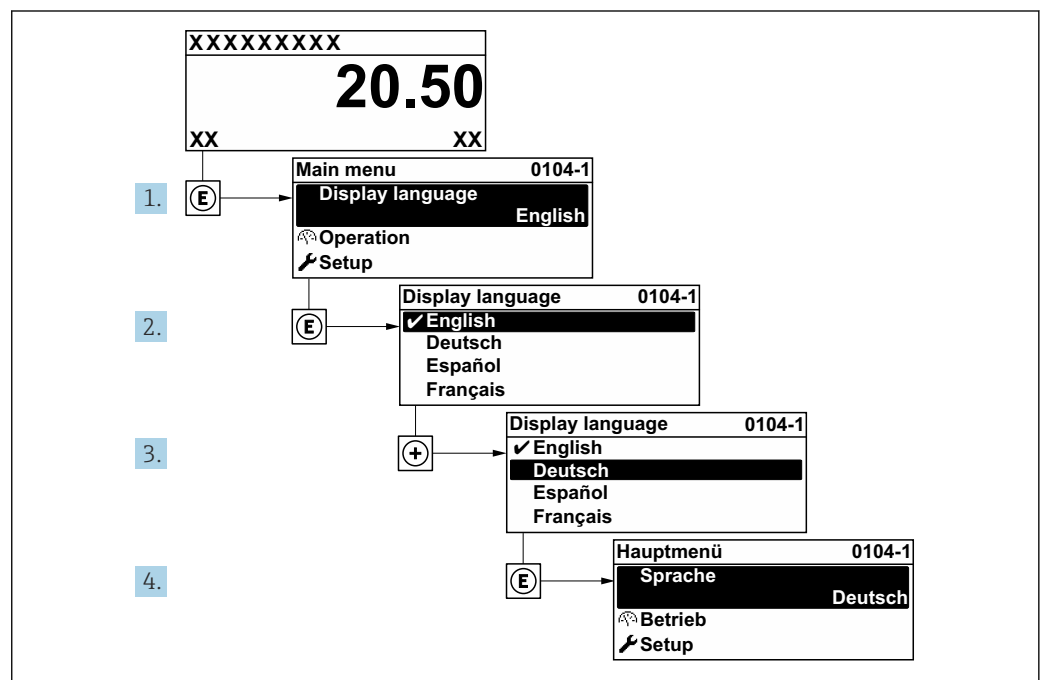 XXXXXXXXX
20.50
XX XX
Main menu 0104-1
1. E Display language
English
Operation
Setup
Display language 0104-1
2. E ✔English
Deutsch
Español
Français
Display language 0104-1
3. + ✔English
Deutsch
Español
Français
Hauptmenü 0104-1
4. E Sprache
Deutsch
Betrieb
Setup